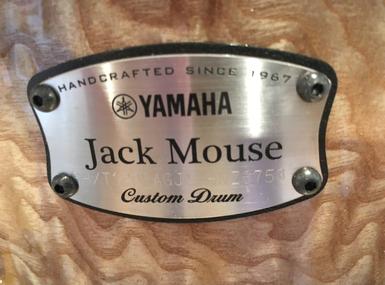 HANDCRAFTED SINCE 1967
YAMAHA
Jack Mouse
Custom Drum